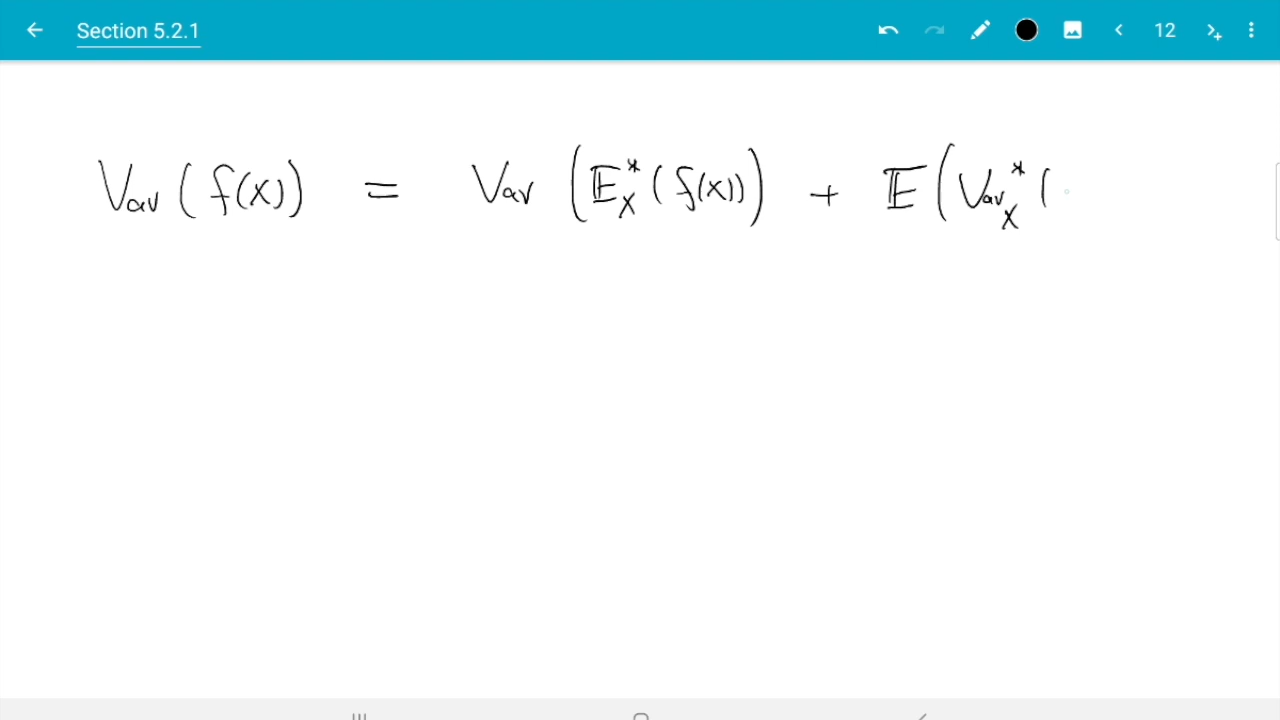 Section 5.2.1
12
Var (f(x)) = Var (𝔼*ₓ (f(x))) + 𝔼 (Var*ₓ (